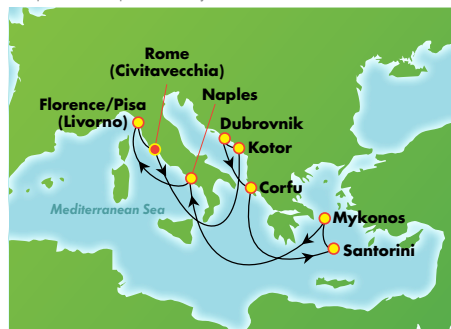 Rome
(Civitavecchia)
Naples
Florence/Pisa
(Livorno)
Dubrovnik
Kotor
Corfu
Mediterranean Sea
Mykonos
Santorini